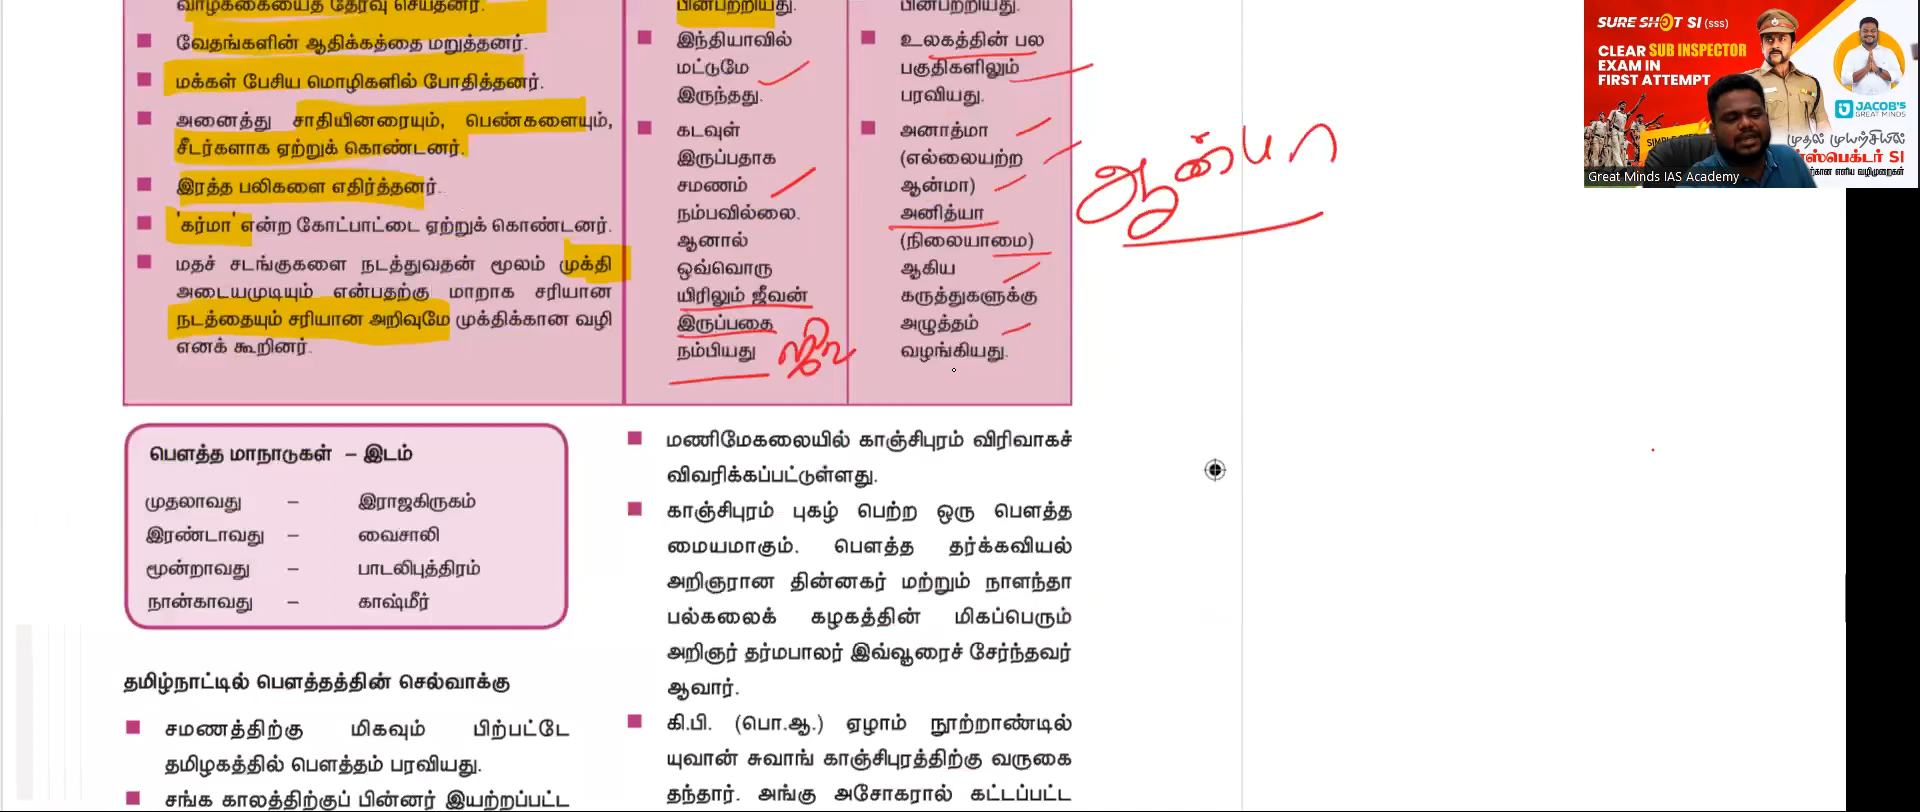 வாழ்க்கையைத் தேர்வு செய்தனர்.
வேதங்களின் ஆதிக்கத்தை மறுத்தனர்.
மக்கள் பேசிய மொழிகளில் போதித்தனர்.
அனைத்து சாதியினரையும், பெண்களையும்,
சீடர்களாக ஏற்றுக் கொண்டனர்.
இரத்த பலிகளை எதிர்த்தனர்.
'கர்மா' என்ற கோட்பாட்டை ஏற்றுக் கொண்டனர்.
மதச் சடங்குகளை நடத்துவதன் மூலம் முக்தி
அடையமுடியும் என்பதற்கு மாறாக சரியான
நடத்தையும் சரியான அறிவுமே முக்திக்கான வழி
எனக் கூறினர்.
பின்பற்றியது.
இந்தியாவில்
மட்டுமே
இருந்தது.
கடவுள்
இருப்பதாக
சமணம்
நம்பவில்லை.
ஆனால்
ஒவ்வொரு
யிரிலும் ஜீவன்
இருப்பதை
நம்பியது
பின்பற்றியது.
உலகத்தின் பல
பகுதிகளிலும்
பரவியது.
அனாத்மா
(எல்லையற்ற
ஆன்மா)
அனித்யா
(நிலையாமை)
ஆகிய
கருத்துகளுக்கு
அழுத்தம்
வழங்கியது.
பௌத்த மாநாடுகள் – இடம்
முதலாவது – இராஜகிருகம்
இரண்டாவது – வைசாலி
மூன்றாவது – பாடலிபுத்திரம்
நான்காவது – காஷ்மீர்
தமிழ்நாட்டில் பௌத்தத்தின் செல்வாக்கு
சமணத்திற்கு மிகவும் பிற்பட்டே
தமிழகத்தில் பௌத்தம் பரவியது.
சங்க காலத்திற்குப் பின்னர் இயற்றப்பட்ட
மணிமேகலையில் காஞ்சிபுரம் விரிவாகச்
விவரிக்கப்பட்டுள்ளது.
காஞ்சிபுரம் புகழ் பெற்ற ஒரு பௌத்த
மையமாகும். பௌத்த தர்க்கவியல்
அறிஞரான தின்னகர் மற்றும் நாளந்தா
பல்கலைக் கழகத்தின் மிகப்பெரும்
அறிஞர் தர்மபாலர் இவ்வூரைச் சேர்ந்தவர்
ஆவார்.
கி.பி. (பொ.ஆ.) ஏழாம் நூற்றாண்டில்
யுவான் சுவாங் காஞ்சிபுரத்திற்கு வருகை
தந்தார். அங்கு அசோகரால் கட்டப்பட்ட
SURE SHOT SI (SSS)
CLEAR SUB INSPECTOR
EXAM IN
FIRST ATTEMPT
JACOB'S
GREAT MINDS
முதல் முயற்சியில்
Great Minds IAS Academy